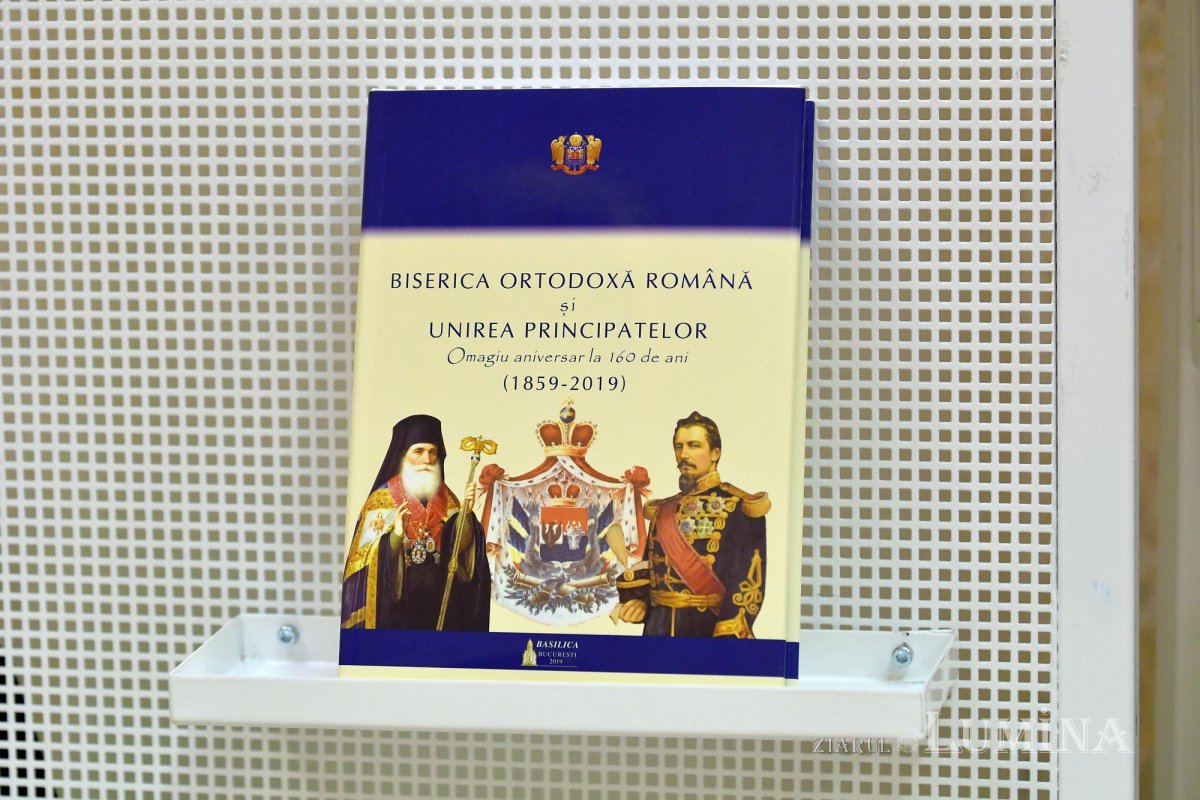 BISERICA ORTODOXĂ ROMÂNĂ
și
UNIREA PRINCIPATELOR
Omagiu aniversar la 160 de ani
(1859-2019)
BASILICA
BUCUREȘTI
2019
ZIARUL LUMINA